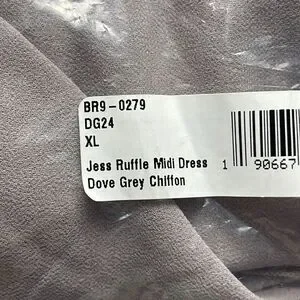 BR9-0279
DG24
XL
Jess Ruffle Midi Dress
Dove Grey Chiffon
1 90667